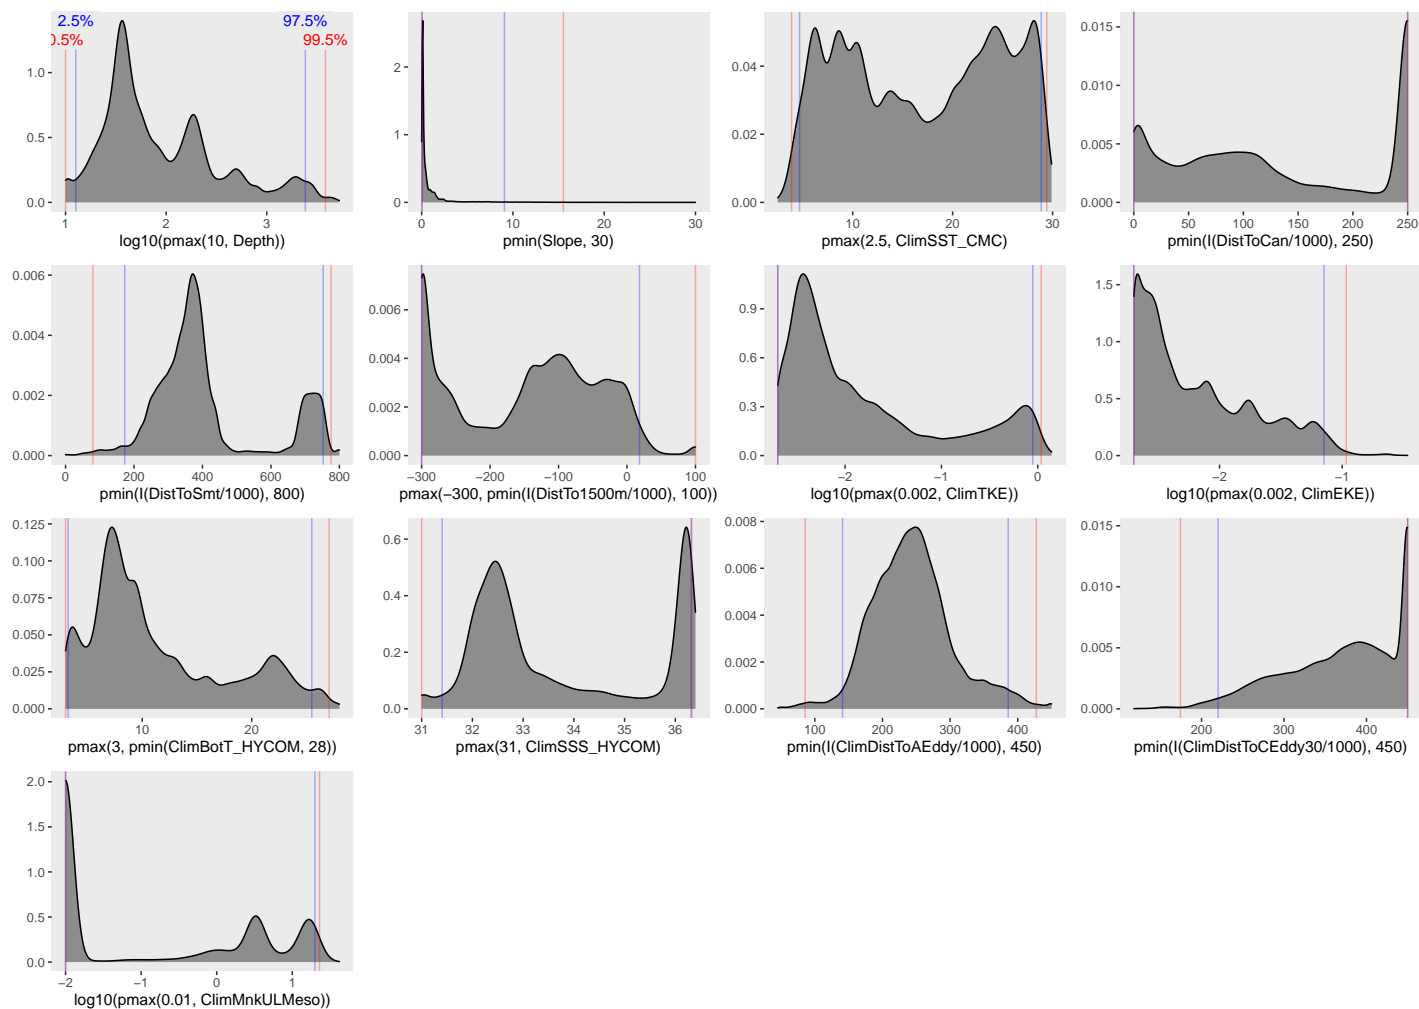 2.5% 97.5%
0.5% 99.5%
1.0
0.5
0.0
1 2 3
log10(pmax(10, Depth))
2
1
0
0 10 20 30
pmin(Slope, 30)
0.04
0.02
0.00
10 20 30
pmax(2.5, ClimSST_CMC)
0.015
0.010
0.005
0.000
0 50 100 150 200 250
pmin(I(DistToCan/1000), 250)
0.006
0.004
0.002
0.000
0 200 400 600 800
pmin(I(DistToSmt/1000), 800)
0.006
0.004
0.002
0.000
−300 −200 −100 0 100
pmax(−300, pmin(I(DistTo1500m/1000), 100))
0.9
0.6
0.3
0.0
−2 −1 0
log10(pmax(0.002, ClimTKE))
1.5
1.0
0.5
0.0
−2 −1
log10(pmax(0.002, ClimEKE))
0.125
0.100
0.075
0.050
0.025
0.000
10 20
pmax(3, pmin(ClimBotT_HYCOM, 28))
0.6
0.4
0.2
0.0
31 32 33 34 35 36
pmax(31, ClimSSS_HYCOM)
0.008
0.006
0.004
0.002
0.000
100 200 300 400
pmin(I(ClimDistToAEddy/1000), 450)
0.015
0.010
0.005
0.000
200 300 400
pmin(I(ClimDistToCEddy30/1000), 450)
2.0
1.5
1.0
0.5
0.0
−2 −1 0 1
log10(pmax(0.01, ClimMnkULMeso))